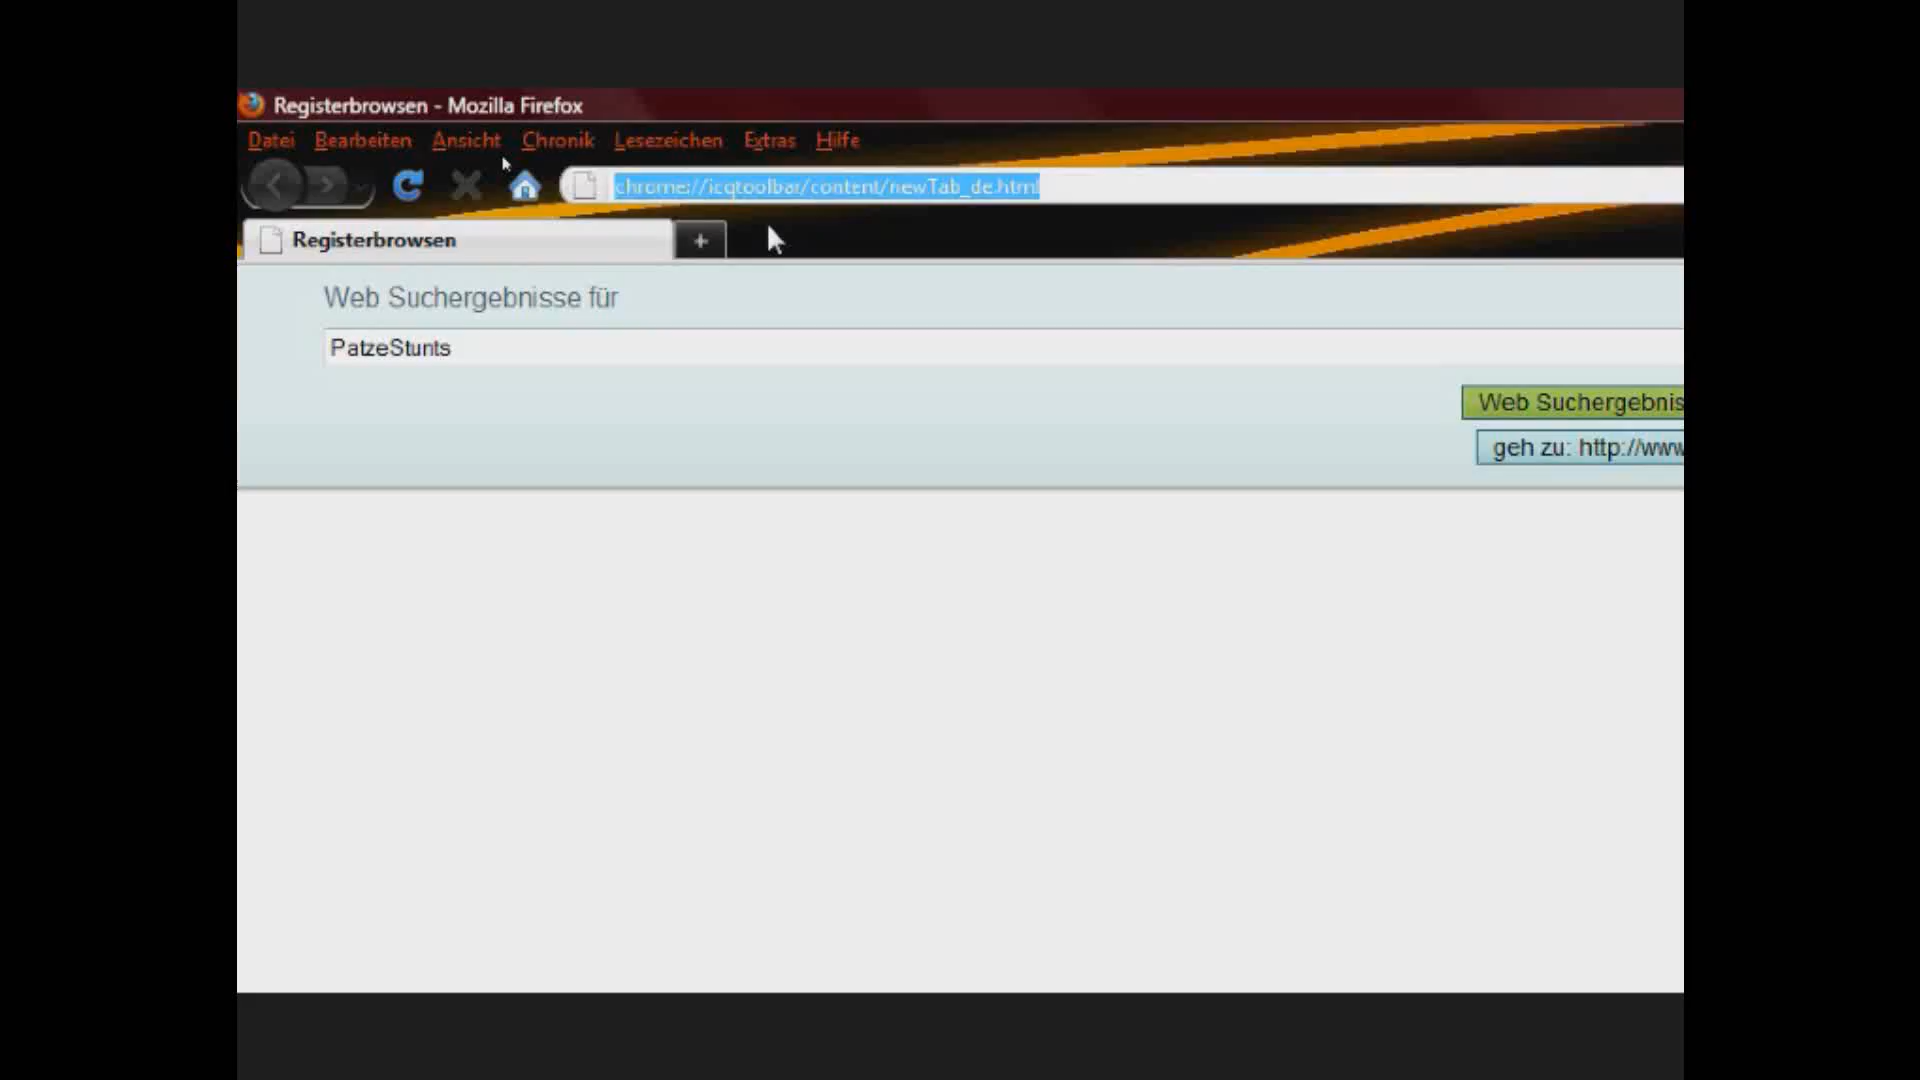 Registerbrowsen - Mozilla Firefox
Datei Bearbeiten Ansicht Chronik Lesezeichen Extras Hilfe
chrome://icqtoolbar/content/newTab_de.html
Registerbrowsen +
Web Suchergebnisse für
PatzeStunts
Web Suchergebnis
geh zu: http://www